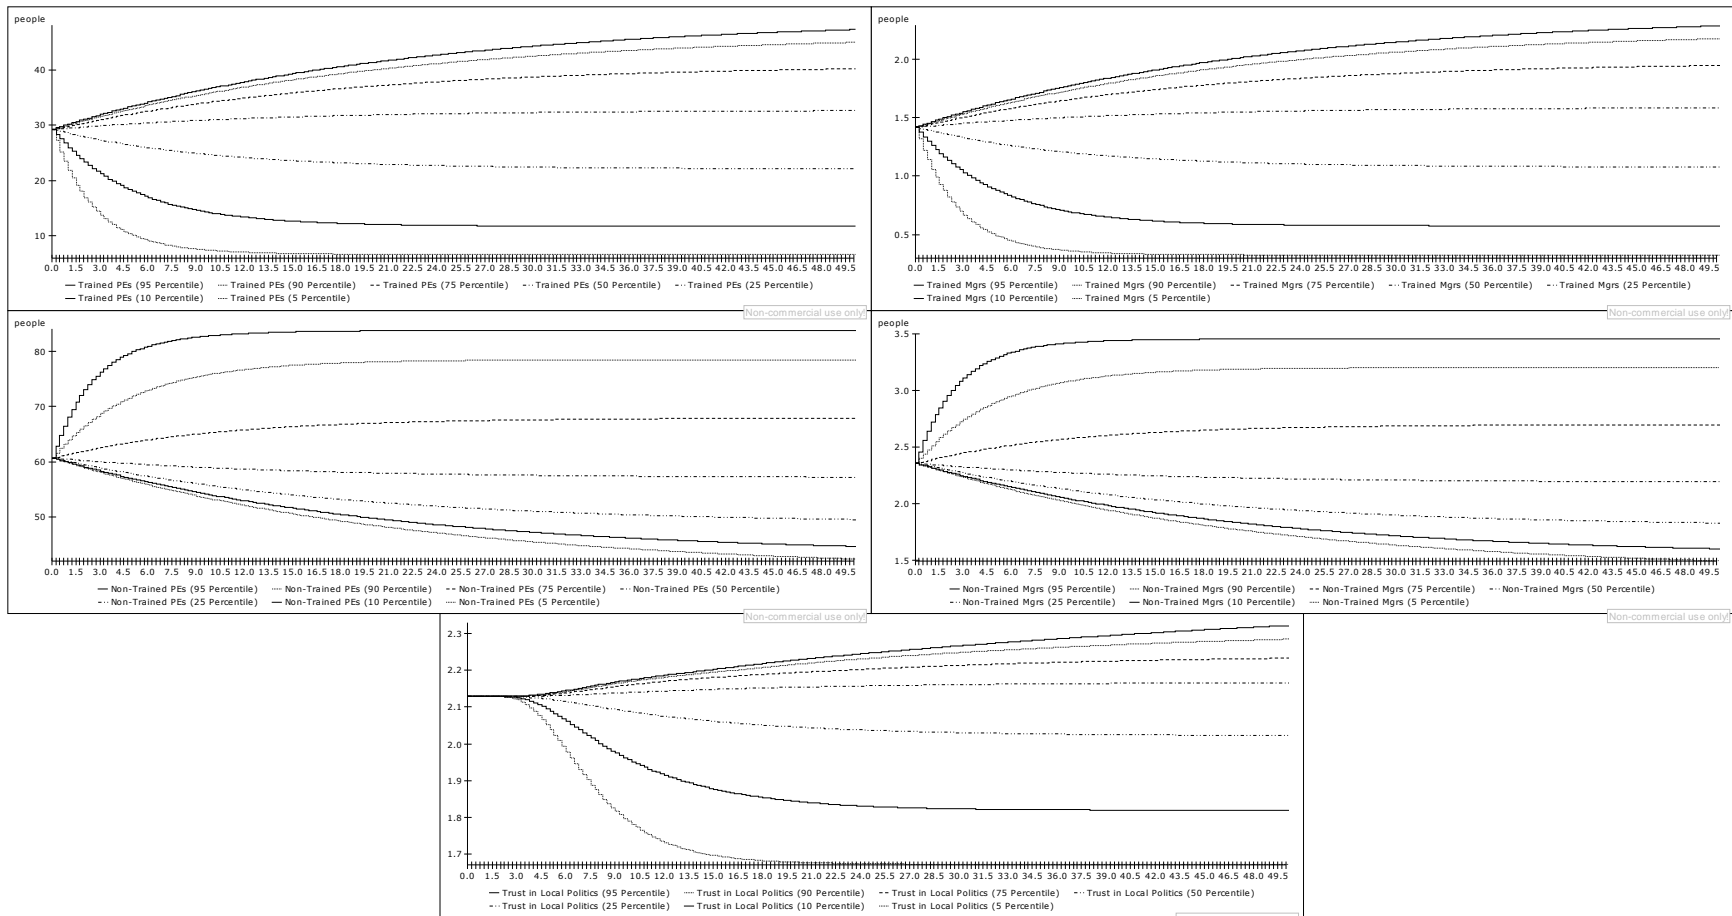 people
40
30
20
10
0.0 1.5 3.0 4.5 6.0 7.5 9.0 10.5 12.0 13.5 15.0 16.5 18.0 19.5 21.0 22.5 24.0 25.5 27.0 28.5 30.0 31.5 33.0 34.5 36.0 37.5 39.0 40.5 42.0 43.5 45.0 46.5 48.0 49.5
Trained PEs (95 Percentile) Trained PEs (90 Percentile) Trained PEs (75 Percentile) Trained PEs (50 Percentile) Trained PEs (25 Percentile)
Trained PEs (10 Percentile) Trained PEs (5 Percentile)
Non-commercial use only!
people
2.0
1.5
1.0
0.5
0.0 1.5 3.0 4.5 6.0 7.5 9.0 10.5 12.0 13.5 15.0 16.5 18.0 19.5 21.0 22.5 24.0 25.5 27.0 28.5 30.0 31.5 33.0 34.5 36.0 37.5 39.0 40.5 42.0 43.5 45.0 46.5 48.0 49.5
Trained Mgrs (95 Percentile) Trained Mgrs (90 Percentile) Trained Mgrs (75 Percentile) Trained Mgrs (50 Percentile) Trained Mgrs (25 Percentile)
Trained Mgrs (10 Percentile) Trained Mgrs (5 Percentile)
Non-commercial use only!
people
80
70
60
50
0.0 1.5 3.0 4.5 6.0 7.5 9.0 10.5 12.0 13.5 15.0 16.5 18.0 19.5 21.0 22.5 24.0 25.5 27.0 28.5 30.0 31.5 33.0 34.5 36.0 37.5 39.0 40.5 42.0 43.5 45.0 46.5 48.0 49.5
Non-Trained PEs (95 Percentile) Non-Trained PEs (90 Percentile) Non-Trained PEs (75 Percentile) Non-Trained PEs (50 Percentile)
Non-Trained PEs (25 Percentile) Non-Trained PEs (10 Percentile) Non-Trained PEs (5 Percentile)
Non-commercial use only!
people
3.5
3.0
2.5
2.0
1.5
0.0 1.5 3.0 4.5 6.0 7.5 9.0 10.5 12.0 13.5 15.0 16.5 18.0 19.5 21.0 22.5 24.0 25.5 27.0 28.5 30.0 31.5 33.0 34.5 36.0 37.5 39.0 40.5 42.0 43.5 45.0 46.5 48.0 49.5
Non-Trained Mgrs (95 Percentile) Non-Trained Mgrs (90 Percentile) Non-Trained Mgrs (75 Percentile) Non-Trained Mgrs (50 Percentile)
Non-Trained Mgrs (25 Percentile) Non-Trained Mgrs (10 Percentile) Non-Trained Mgrs (5 Percentile)
Non-commercial use only!
2.3
2.2
2.1
2.0
1.9
1.8
1.7
0.0 1.5 3.0 4.5 6.0 7.5 9.0 10.5 12.0 13.5 15.0 16.5 18.0 19.5 21.0 22.5 24.0 25.5 27.0 28.5 30.0 31.5 33.0 34.5 36.0 37.5 39.0 40.5 42.0 43.5 45.0 46.5 48.0 49.5
Trust in Local Politics (95 Percentile) Trust in Local Politics (90 Percentile) Trust in Local Politics (75 Percentile) Trust in Local Politics (50 Percentile)
Trust in Local Politics (25 Percentile) Trust in Local Politics (10 Percentile) Trust in Local Politics (5 Percentile)